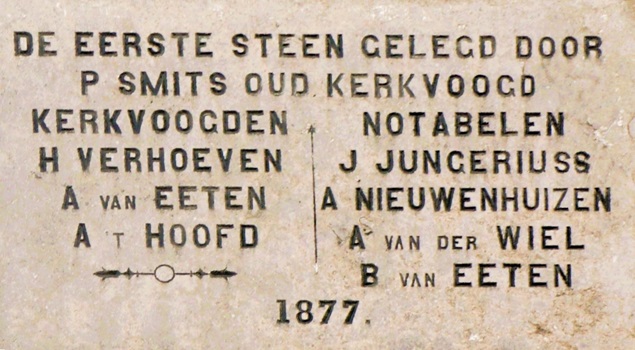 DE EERSTE STEEN GELEGD DOOR
P SMITS OUD KERKVOOGD
KERKVOOGDEN
H VERHOEVEN
A VAN EETEN
A 'T HOOFD
NOTABELEN
J JUNGERIUSS
A NIEUWENHUIZEN
A VAN DER WIEL
B VAN EETEN
1877.